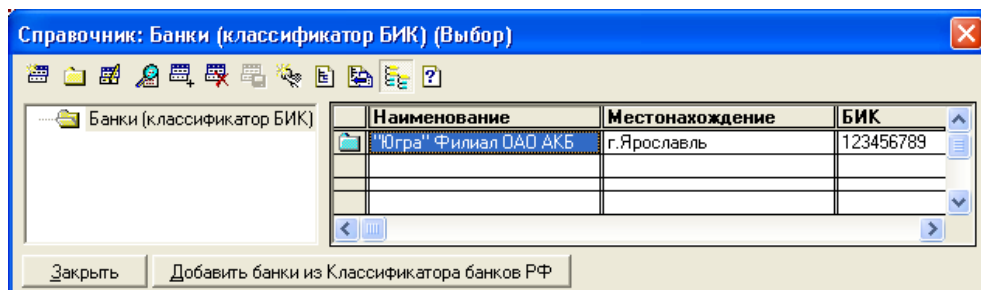 Справочник: Банки (классификатор БИК) (Выбор)
Банки (классификатор БИК)
Наименование Местонахождение БИК
"Югра" Филиал ОАО АКБ г.Ярославль 123456789
Закрыть Добавить банки из Классификатора банков РФ